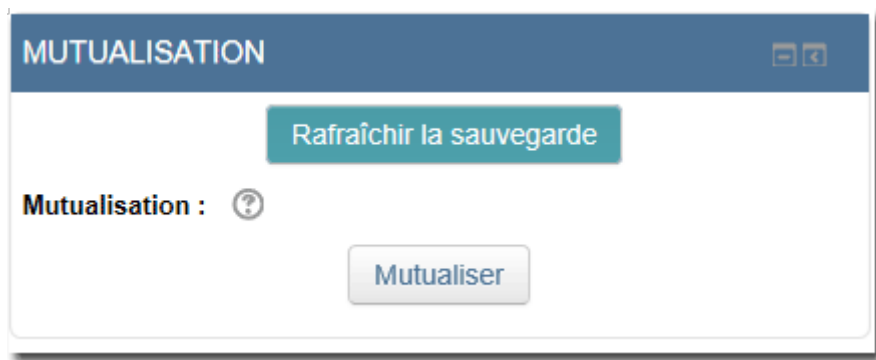 MUTUALISATION
Rafraîchir la sauvegarde
Mutualisation :
Mutualiser